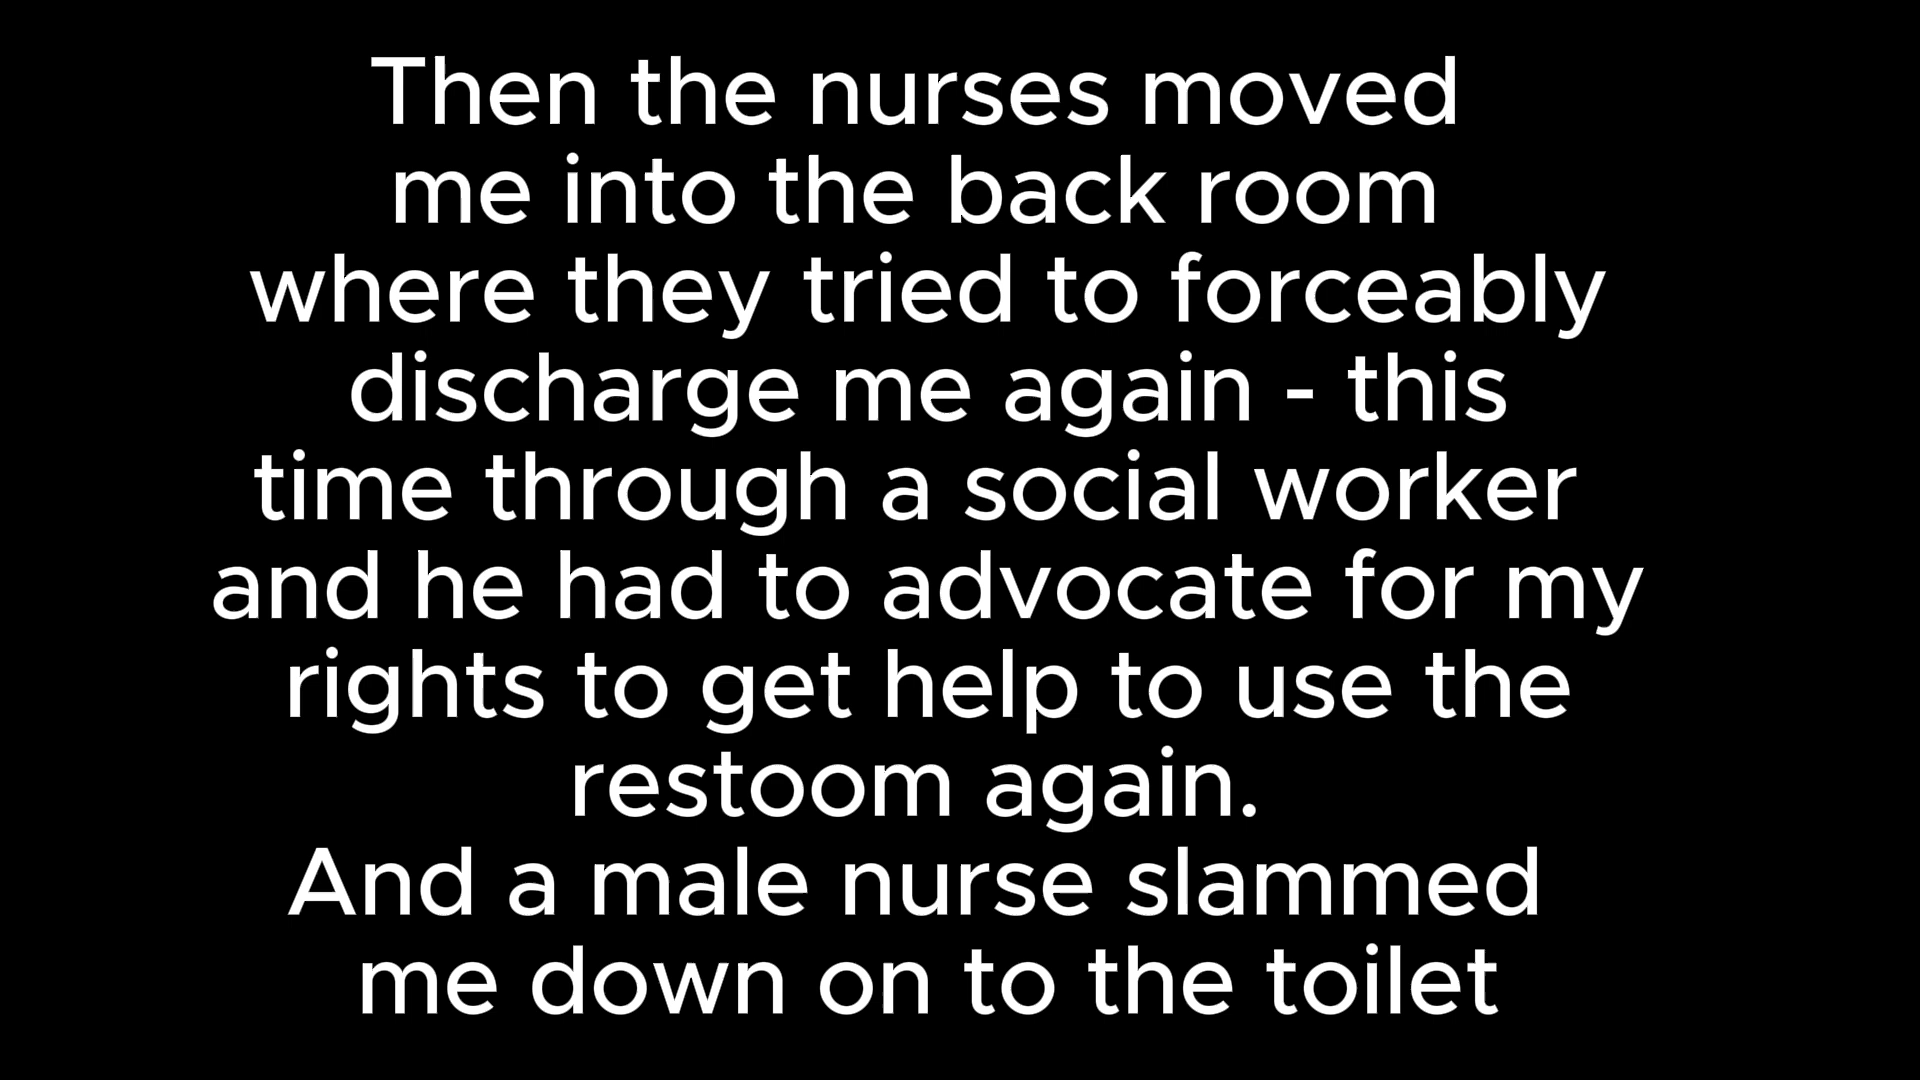 Then the nurses moved
me into the back room
where they tried to forceably
discharge me again - this
time through a social worker
and he had to advocate for my
rights to get help to use the
restoom again.
And a male nurse slammed
me down on to the toilet